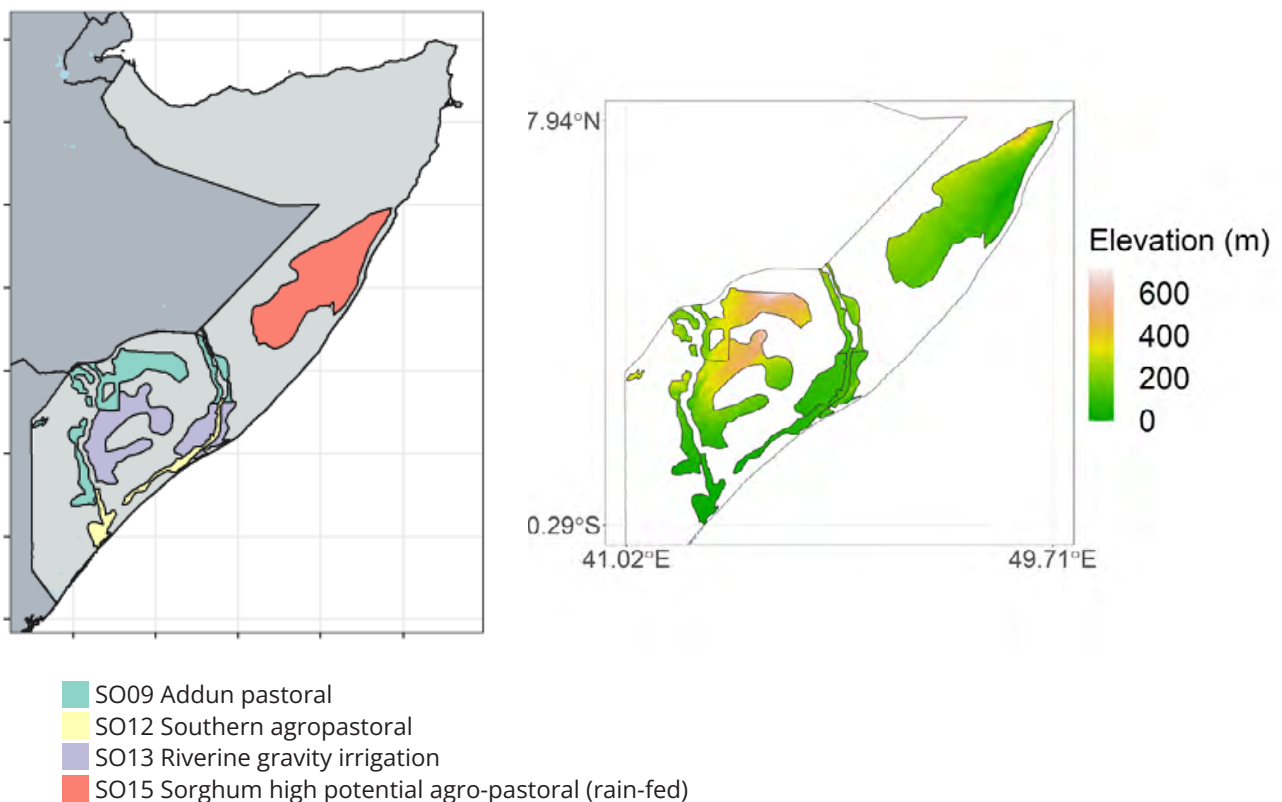 7.94°N
0.29°S
41.02°E
49.71°E
Elevation (m)
600
400
200
0
SO09 Addun pastoral
SO12 Southern agropastoral
SO13 Riverine gravity irrigation
SO15 Sorghum high potential agro-pastoral (rain-fed)